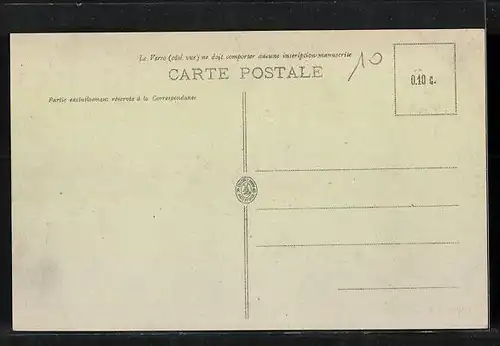 Le Verso (côté vue) ne doit comporter aucune inscription manuscrite
CARTE POSTALE
10
0.10 c.
Partie exclusivement réservée à la Correspondance